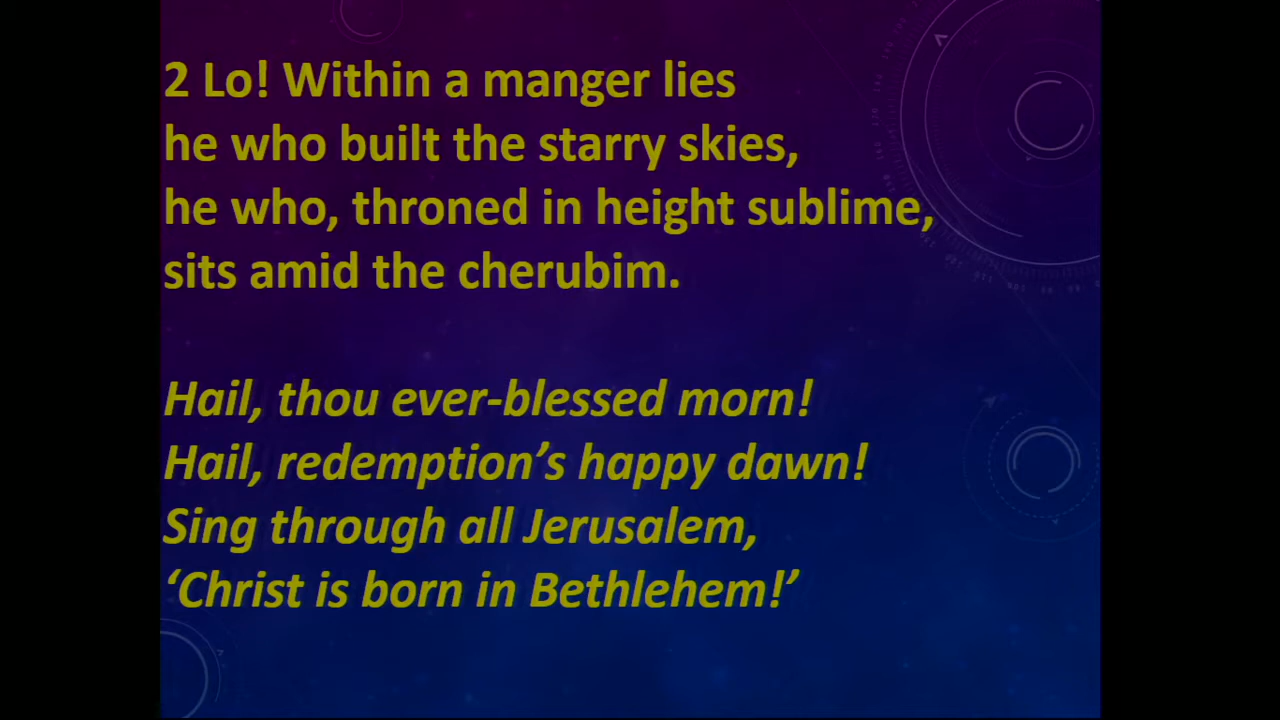 2 Lo! Within a manger lies
he who built the starry skies,
he who, throned in height sublime,
sits amid the cherubim.
Hail, thou ever-blessed morn!
Hail, redemption’s happy dawn!
Sing through all Jerusalem,
‘Christ is born in Bethlehem!’